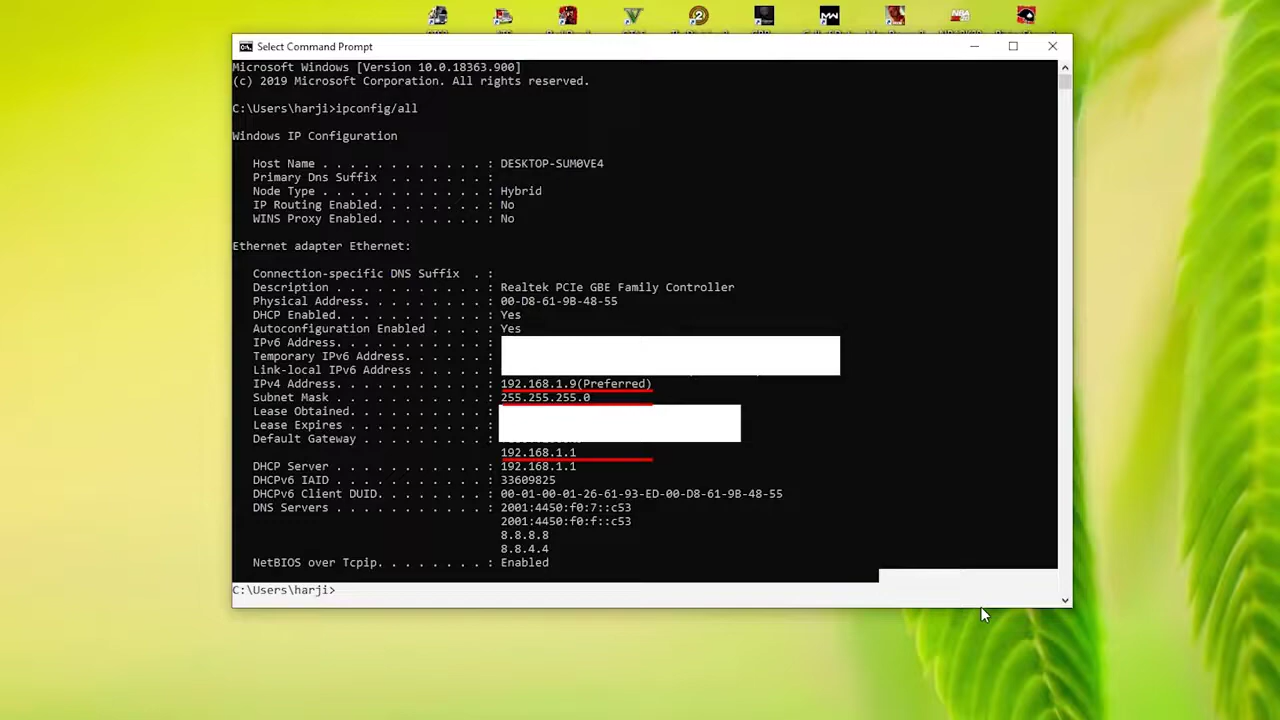 Select Command Prompt
Microsoft Windows [Version 10.0.18363.900]
(c) 2019 Microsoft Corporation. All rights reserved.
C:\Users\harji>ipconfig/all
Windows IP Configuration
Host Name . . . . . . . . . . . . : DESKTOP-SUM0VE4
Primary Dns Suffix . . . . . . . :
Node Type . . . . . . . . . . . . : Hybrid
IP Routing Enabled. . . . . . . . : No
WINS Proxy Enabled. . . . . . . . : No
Ethernet adapter Ethernet:
Connection-specific DNS Suffix . :
Description . . . . . . . . . . . : Realtek PCIe GBE Family Controller
Physical Address. . . . . . . . . : 00-D8-61-9B-48-55
DHCP Enabled. . . . . . . . . . . : Yes
Autoconfiguration Enabled . . . . : Yes
IPv6 Address. . . . . . . . . . . :
Temporary IPv6 Address. . . . . . :
Link-local IPv6 Address . . . . . :
IPv4 Address. . . . . . . . . . . : 192.168.1.9(Preferred)
Subnet Mask . . . . . . . . . . . : 255.255.255.0
Lease Obtained. . . . . . . . . . :
Lease Expires . . . . . . . . . . :
Default Gateway . . . . . . . . . :
192.168.1.1
DHCP Server . . . . . . . . . . . : 192.168.1.1
DHCPv6 IAID . . . . . . . . . . . : 33609825
DHCPv6 Client DUID. . . . . . . . : 00-01-00-01-26-61-93-ED-00-D8-61-9B-48-55
DNS Servers . . . . . . . . . . . : 2001:4450:f0:7::c53
2001:4450:f0:f::c53
8.8.8.8
8.8.4.4
NetBIOS over Tcpip. . . . . . . . : Enabled
C:\Users\harji>